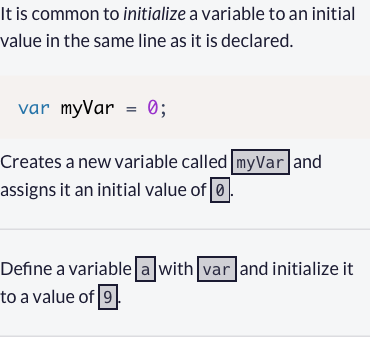 It is common to initialize a variable to an initial
value in the same line as it is declared.
var myVar = 0;
Creates a new variable called myVar and
assigns it an initial value of 0.
Define a variable a with var and initialize it
to a value of 9.